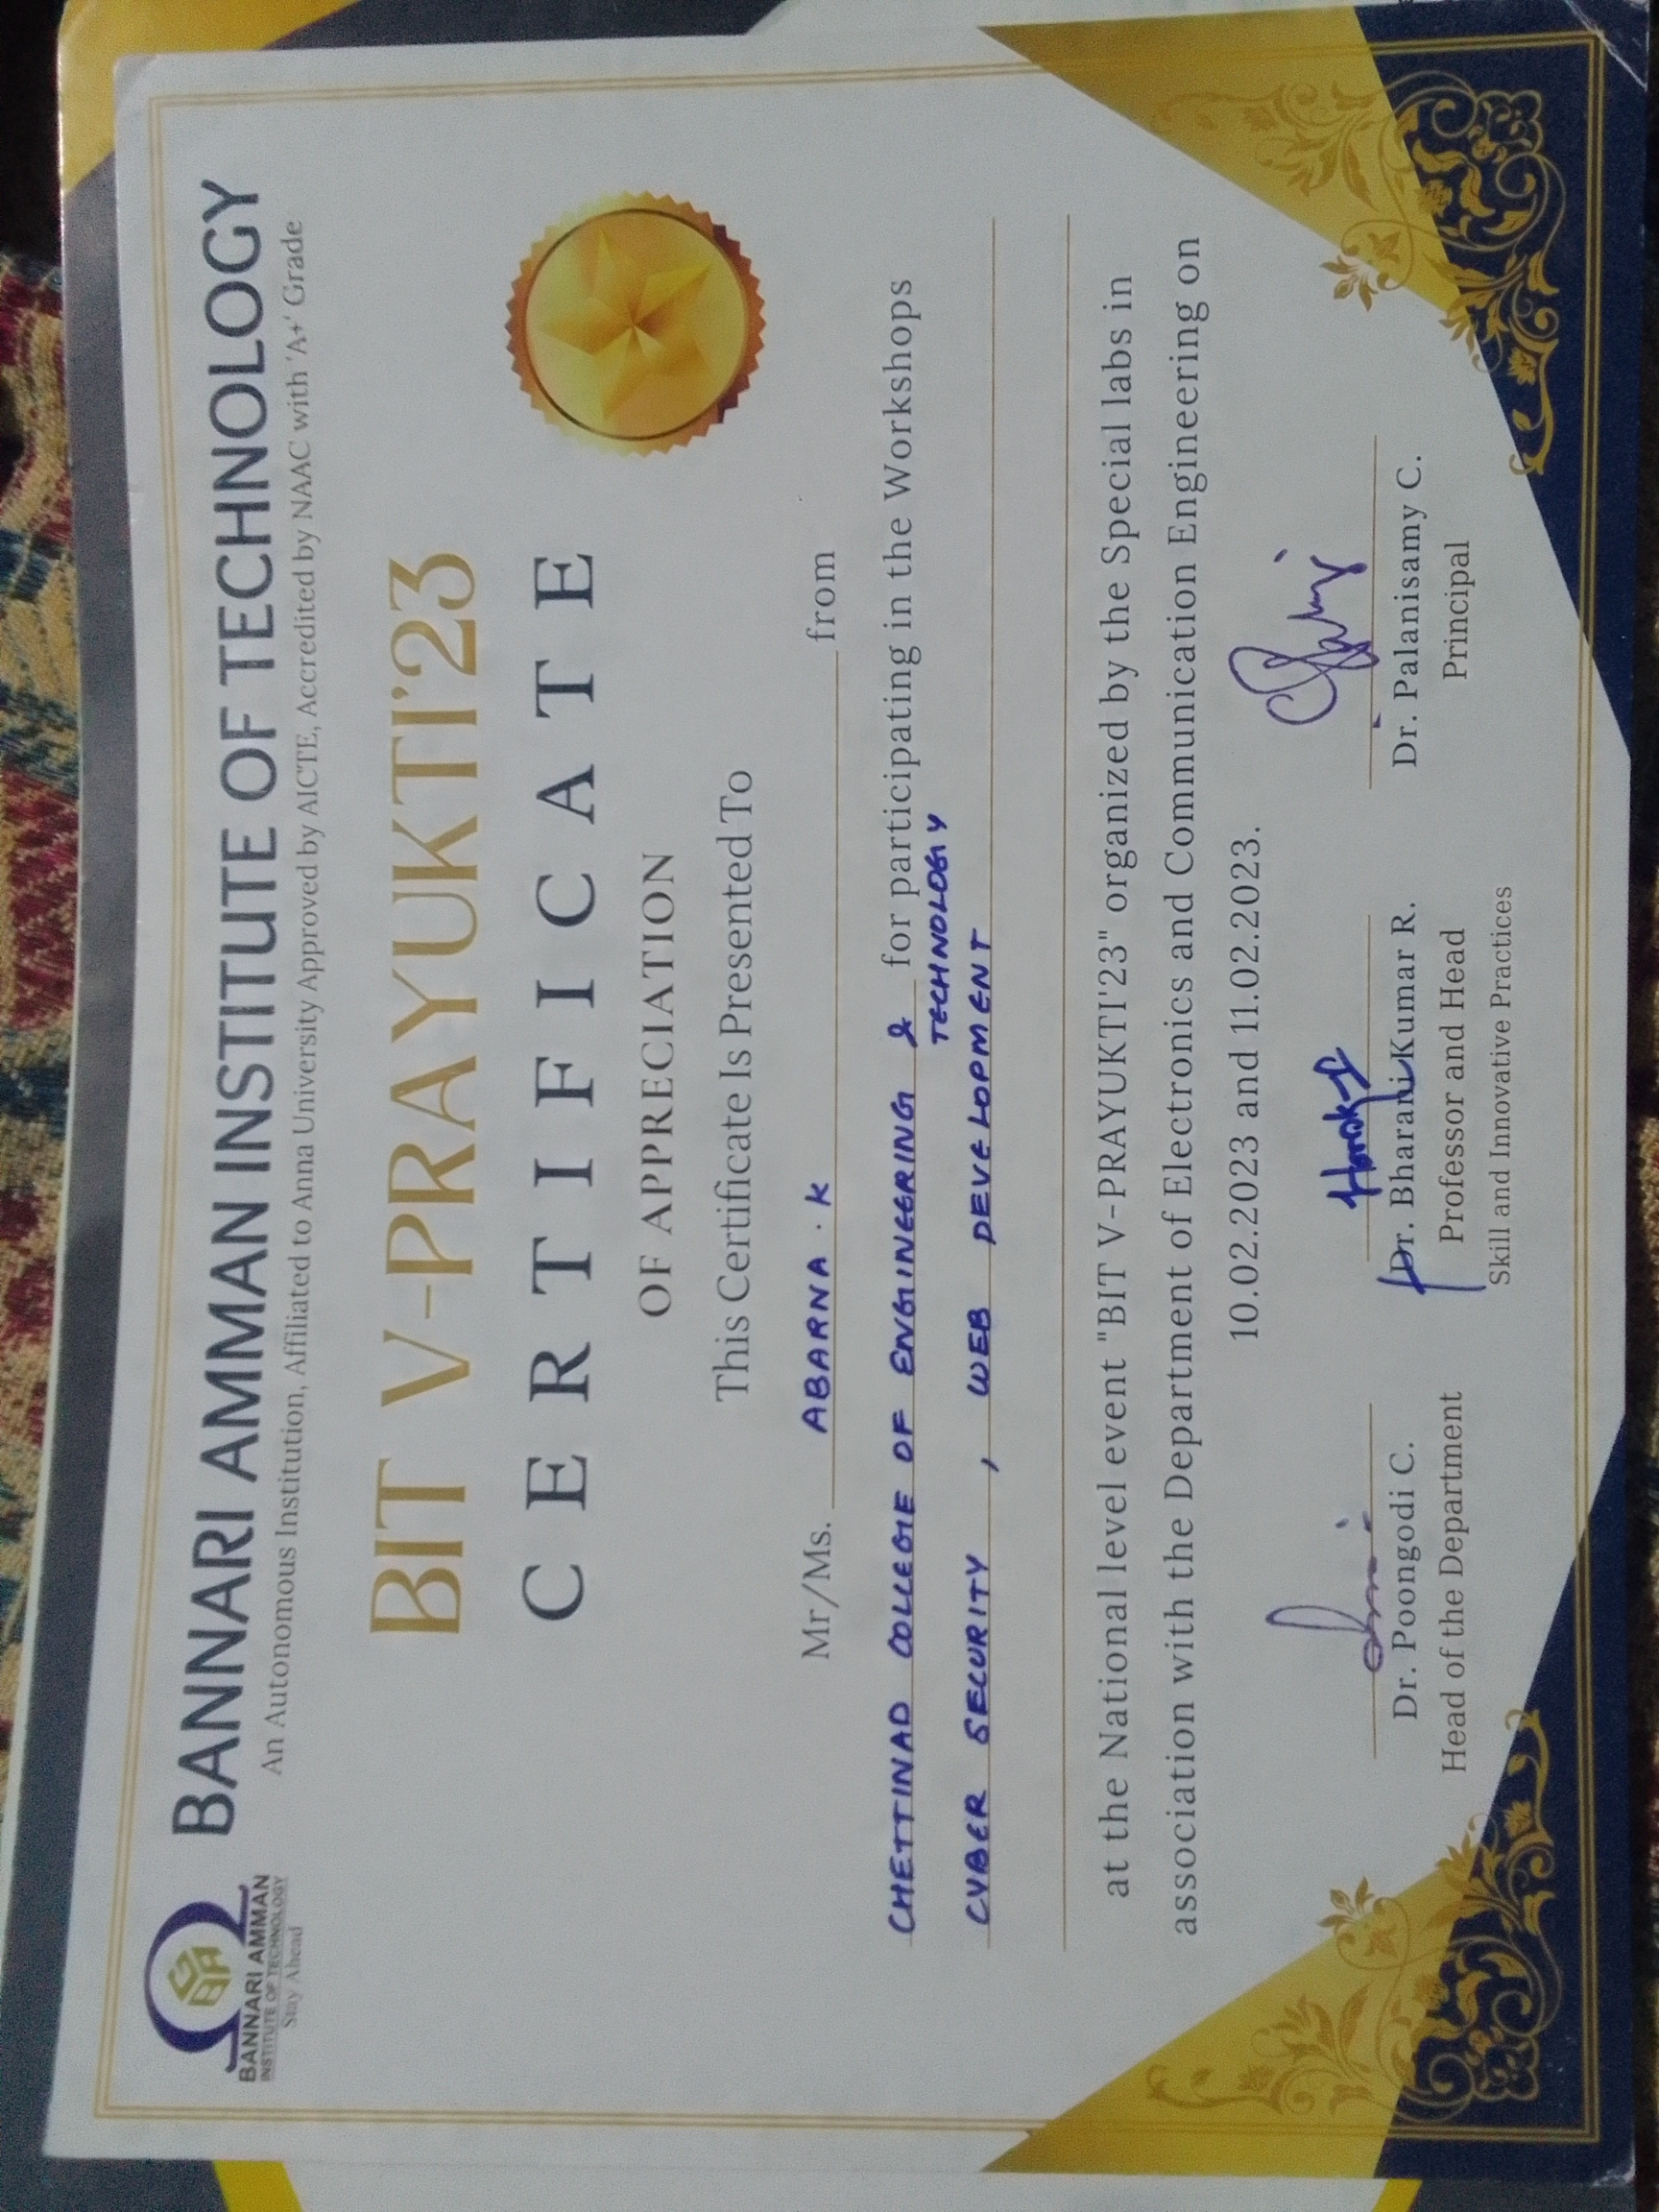 BANNARI AMMAN
INSTITUTE OF TECHNOLOGY
Stay Ahead
BANNARI AMMAN INSTITUTE OF TECHNOLOGY
An Autonomous Institution, Affiliated to Anna University Approved by AICTE, Accredited by NAAC with 'A+' Grade
BIT V-PRAYUKTI'23
CERTIFICATE
OF APPRECIATION
This Certificate Is Presented To
Mr/Ms. ABARNA . K from
CHETTINAD COLLEGE OF ENGINEERING & for participating in the Workshops
TECHNOLOGY
CYBER SECURITY , WEB DEVELOPMENT
at the National level event "BIT V-PRAYUKTI'23" organized by the Special labs in
association with the Department of Electronics and Communication Engineering on
10.02.2023 and 11.02.2023.
Dr. Poongodi C. Dr. Bharani Kumar R. Dr. Palanisamy C.
Head of the Department Professor and Head Principal
Skill and Innovative Practices